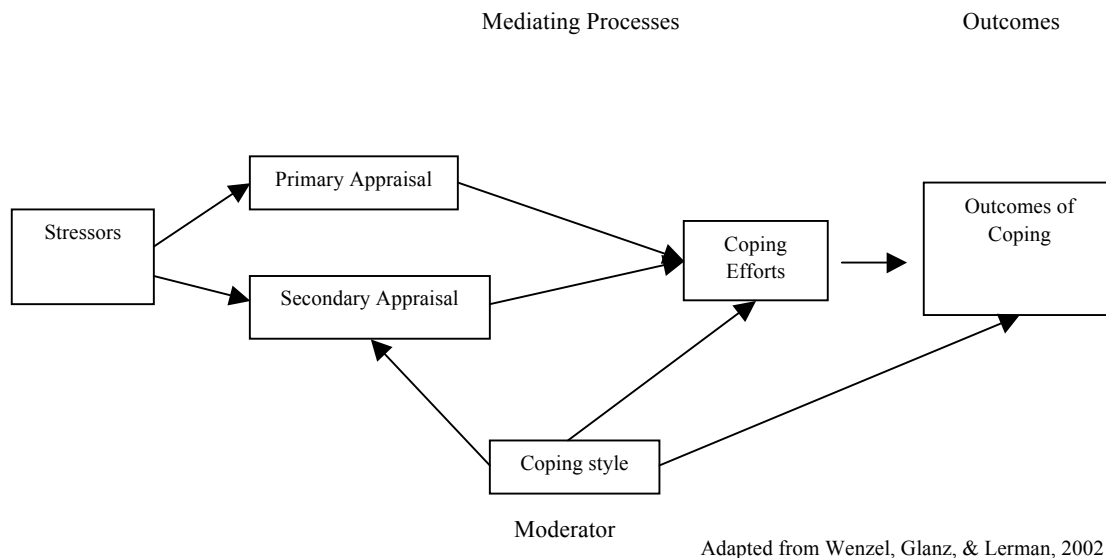 Mediating Processes
Outcomes
Primary Appraisal
Stressors
Outcomes of
Coping
Coping
Efforts
Secondary Appraisal
Coping style
Moderator
Adapted from Wenzel, Glanz, & Lerman, 2002